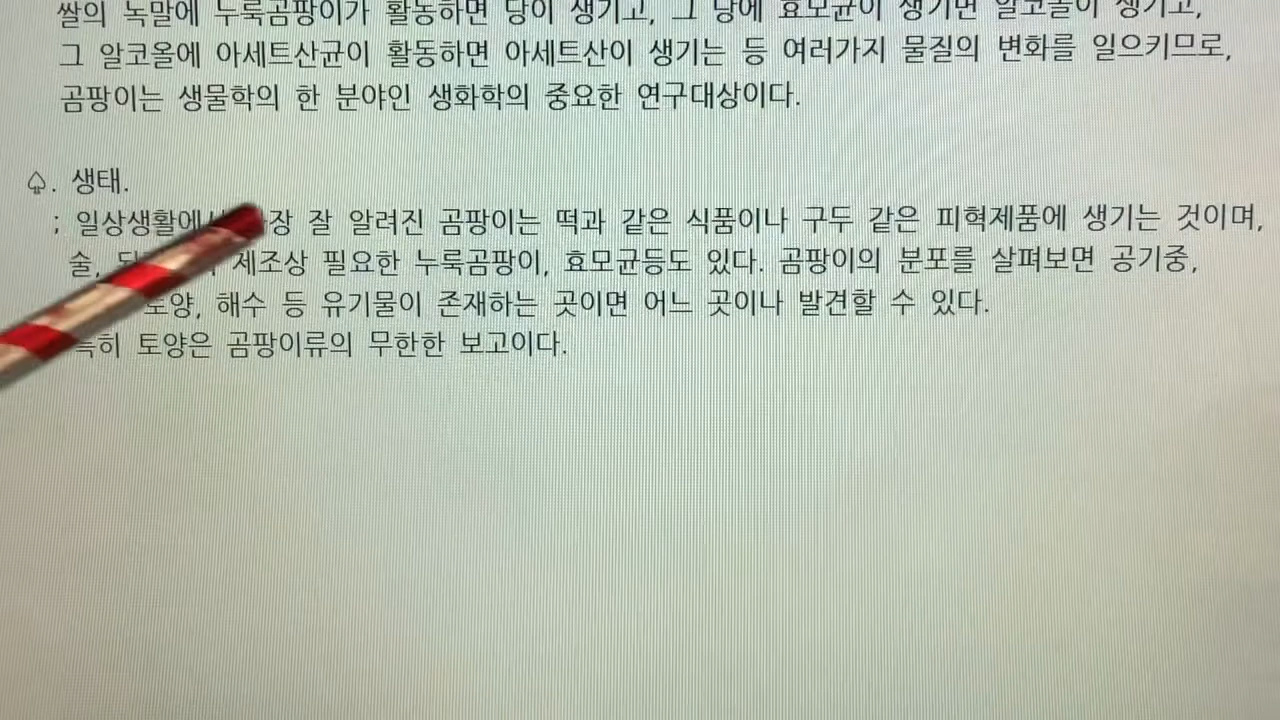 쌀의 녹말에 누룩곰팡이가 활동하면 당이 생기고, 그 당에 효모균이 생기면 알코올이 생기고,
그 알코올에 아세트산균이 활동하면 아세트산이 생기는 등 여러가지 물질의 변화를 일으키므로,
곰팡이는 생물학의 한 분야인 생화학의 중요한 연구대상이다.
♤. 생태.
; 일상생활에서 잘 알려진 곰팡이는 떡과 같은 식품이나 구두 같은 피혁제품에 생기는 것이며,
술, 제조상 필요한 누룩곰팡이, 효모균등도 있다. 곰팡이의 분포를 살펴보면 공기중,
토양, 해수 등 유기물이 존재하는 곳이면 어느 곳이나 발견할 수 있다.
특히 토양은 곰팡이류의 무한한 보고이다.